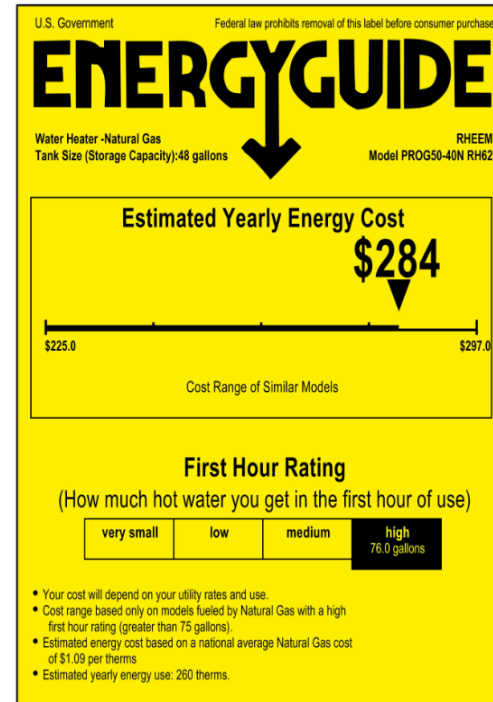 U.S. Government Federal law prohibits removal of this label before consumer purchase
ENERGYGUIDE
Water Heater -Natural Gas RHEEM
Tank Size (Storage Capacity):48 gallons Model PROG50-40N RH62
Estimated Yearly Energy Cost
$284
$225.0 $297.0
Cost Range of Similar Models
First Hour Rating
(How much hot water you get in the first hour of use)
very small low medium high
76.0 gallons
• Your cost will depend on your utility rates and use.
• Cost range based only on models fueled by Natural Gas with a high
first hour rating (greater than 75 gallons).
• Estimated energy cost based on a national average Natural Gas cost
of $1.09 per therms
• Estimated yearly energy use: 260 therms.